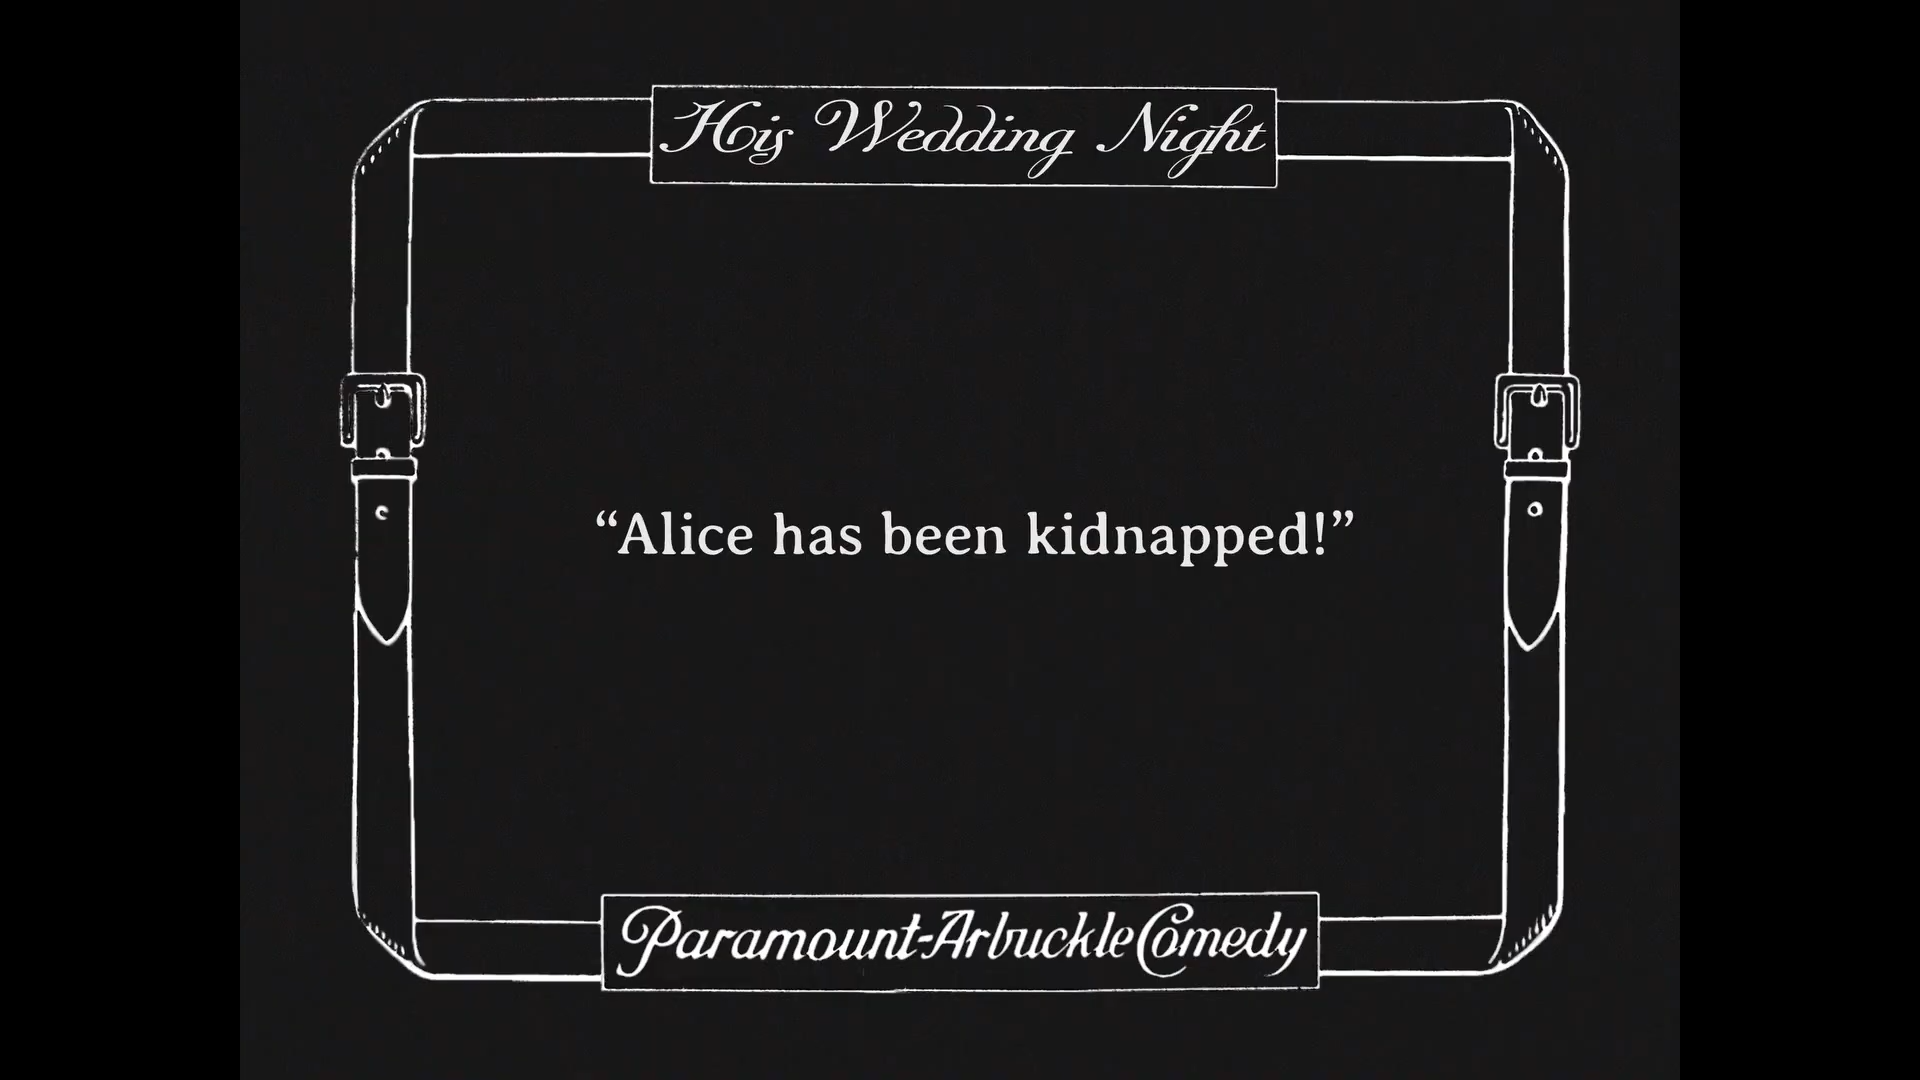 His Wedding Night
“Alice has been kidnapped!”
Paramount-Arbuckle Comedy